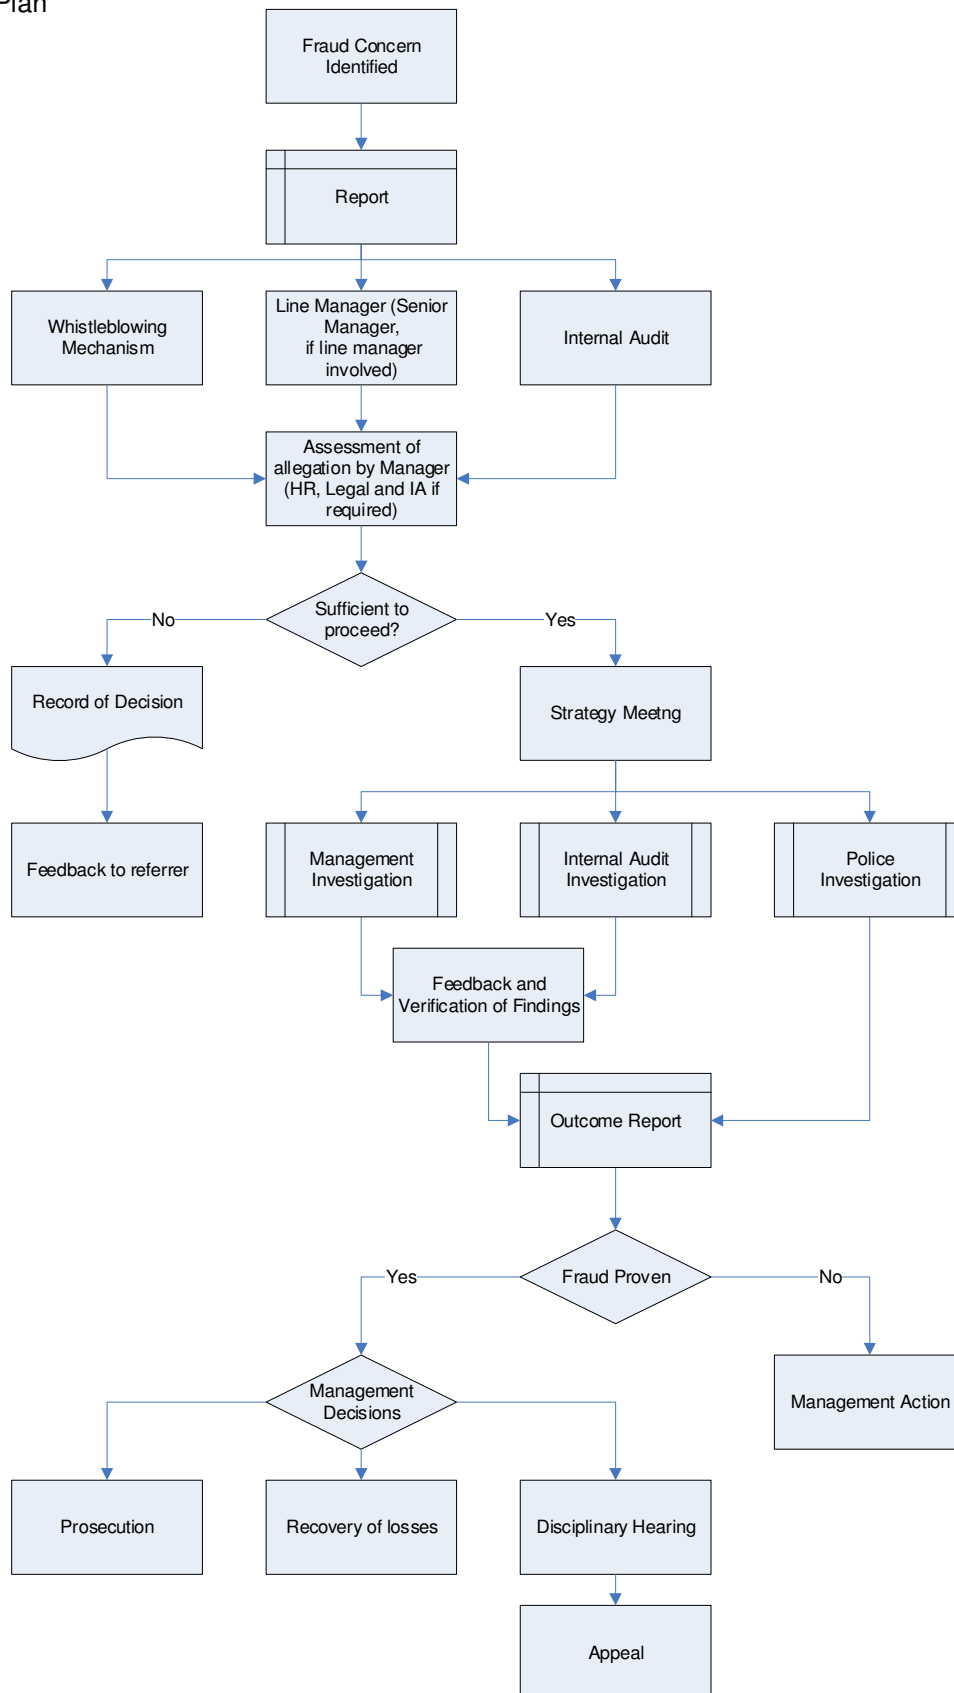 Plan
Fraud Concern
Identified
Report
Whistleblowing
Mechanism
Line Manager (Senior
Manager,
if line manager
involved)
Internal Audit
Assessment of
allegation by Manager
(HR, Legal and IA if
required)
Sufficient to
proceed?
No
Yes
Record of Decision
Strategy Meetng
Feedback to referrer
Management
Investigation
Internal Audit
Investigation
Police
Investigation
Feedback and
Verification of Findings
Outcome Report
Fraud Proven
Yes
No
Management
Decisions
Management Action
Prosecution
Recovery of losses
Disciplinary Hearing
Appeal